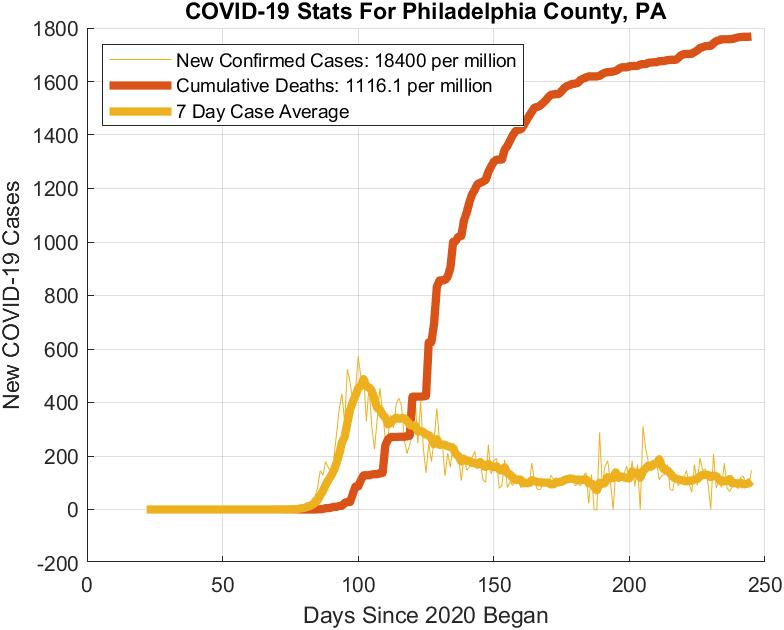 COVID-19 Stats For Philadelphia County, PA
New Confirmed Cases: 18400 per million
Cumulative Deaths: 1116.1 per million
7 Day Case Average
New COVID-19 Cases
1800
1600
1400
1200
1000
800
600
400
200
0
-200
0 50 100 150 200 250
Days Since 2020 Began